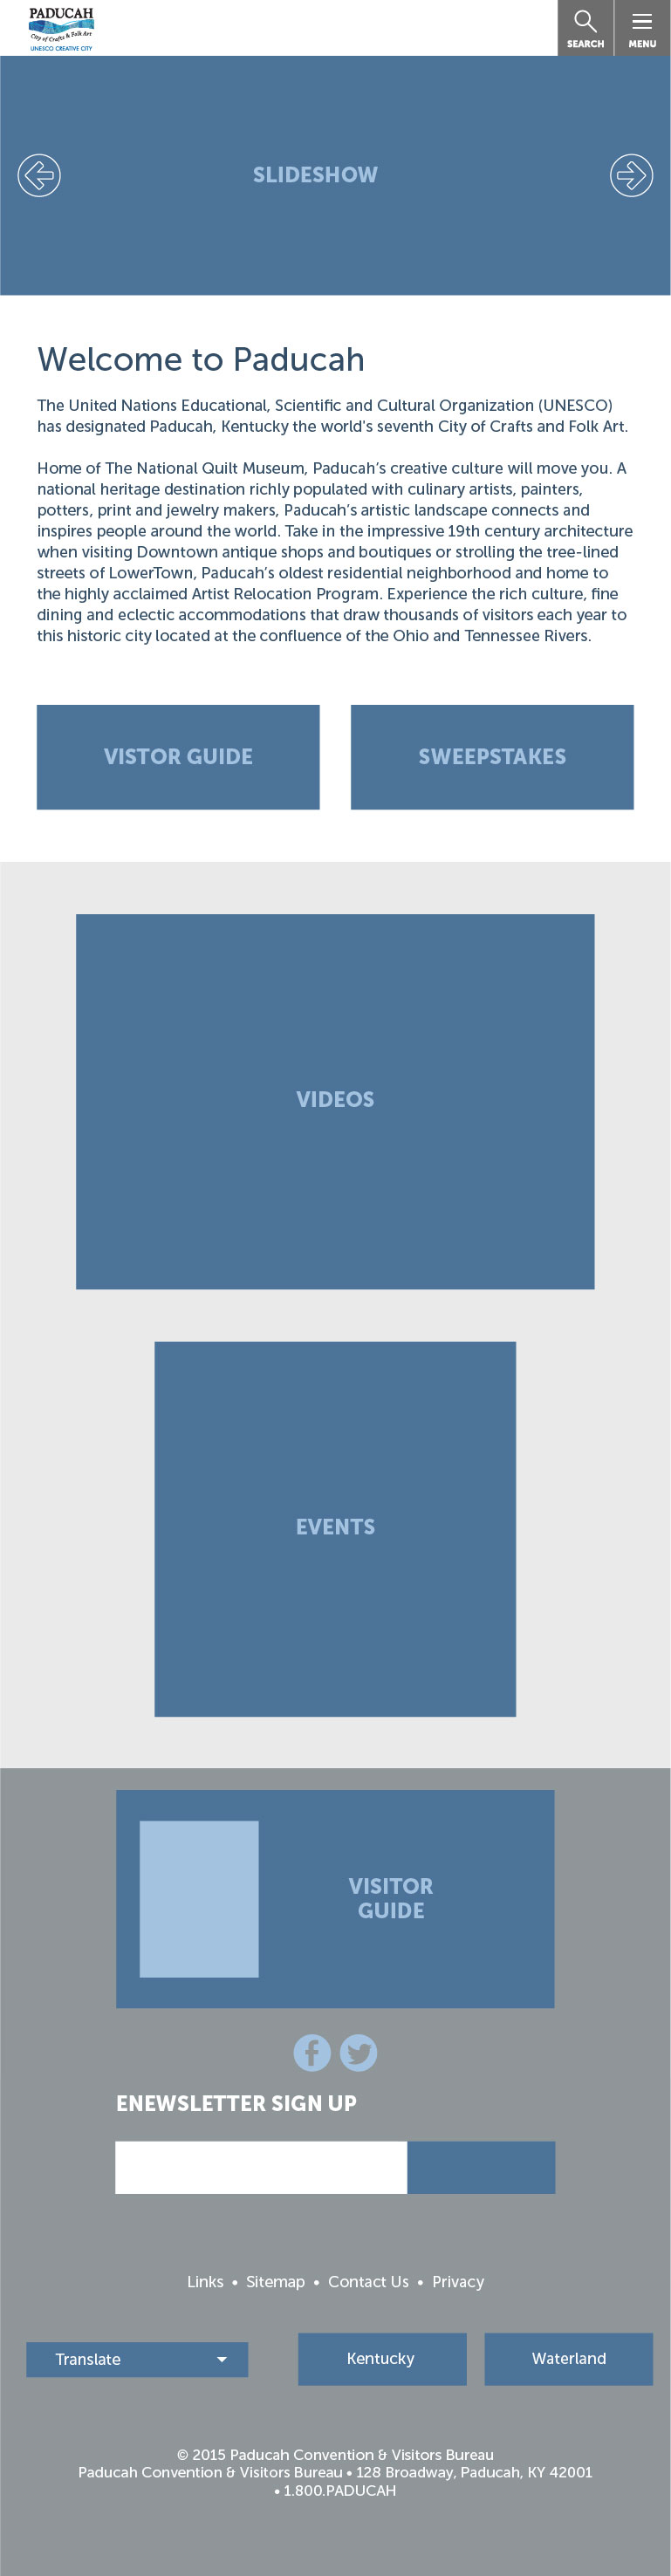 PADUCAH
City of Crafts & Folk Art
UNESCO CREATIVE CITY
SEARCH
MENU
SLIDESHOW
Welcome to Paducah
The United Nations Educational, Scientific and Cultural Organization (UNESCO)
has designated Paducah, Kentucky the world's seventh City of Crafts and Folk Art.
Home of The National Quilt Museum, Paducah’s creative culture will move you. A
national heritage destination richly populated with culinary artists, painters,
potters, print and jewelry makers, Paducah’s artistic landscape connects and
inspires people around the world. Take in the impressive 19th century architecture
when visiting Downtown antique shops and boutiques or strolling the tree-lined
streets of LowerTown, Paducah’s oldest residential neighborhood and home to
the highly acclaimed Artist Relocation Program. Experience the rich culture, fine
dining and eclectic accommodations that draw thousands of visitors each year to
this historic city located at the confluence of the Ohio and Tennessee Rivers.
VISTOR GUIDE
SWEEPSTAKES
VIDEOS
EVENTS
VISITOR
GUIDE
ENEWSLETTER SIGN UP
Links • Sitemap • Contact Us • Privacy
Translate
Kentucky
Waterland
© 2015 Paducah Convention & Visitors Bureau
Paducah Convention & Visitors Bureau • 128 Broadway, Paducah, KY 42001
• 1.800.PADUCAH